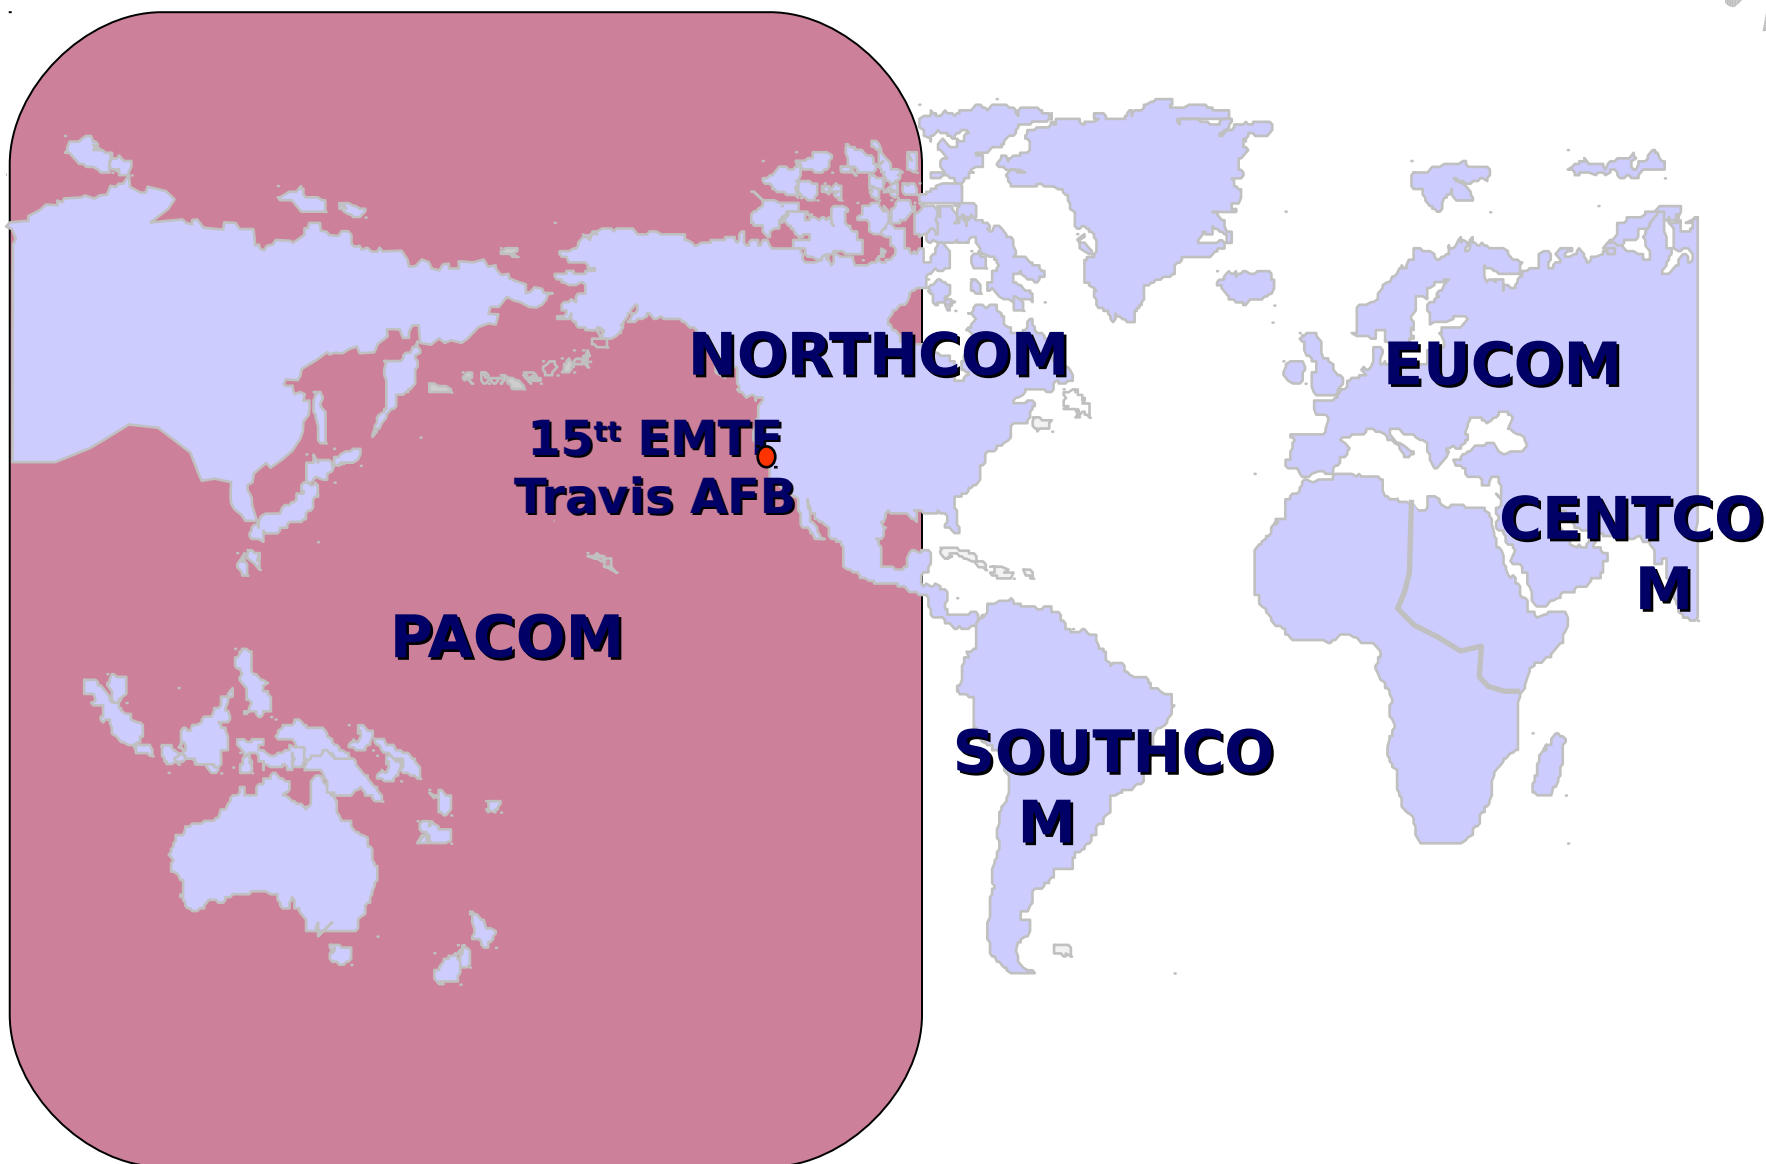 NORTHCOM
EUCOM
15tt EMTF
Travis AFB
CENTCO
M
PACOM
SOUTHCO
M